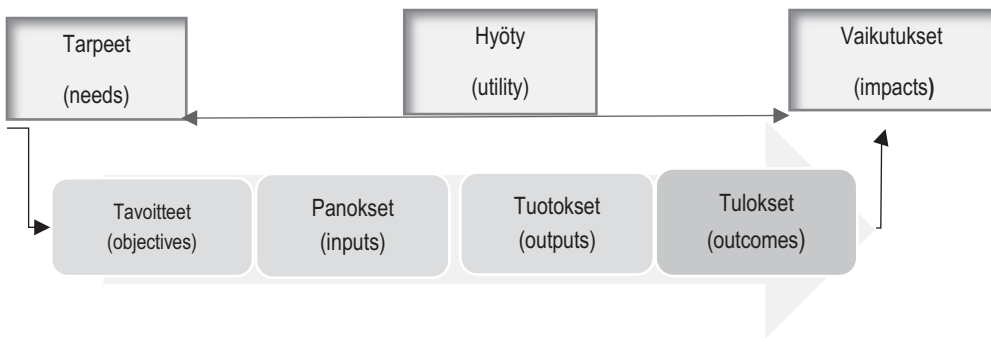 Tarpeet
(needs)
Hyöty
(utility)
Vaikutukset
(impacts)
Tavoitteet
(objectives)
Panokset
(inputs)
Tuotokset
(outputs)
Tulokset
(outcomes)